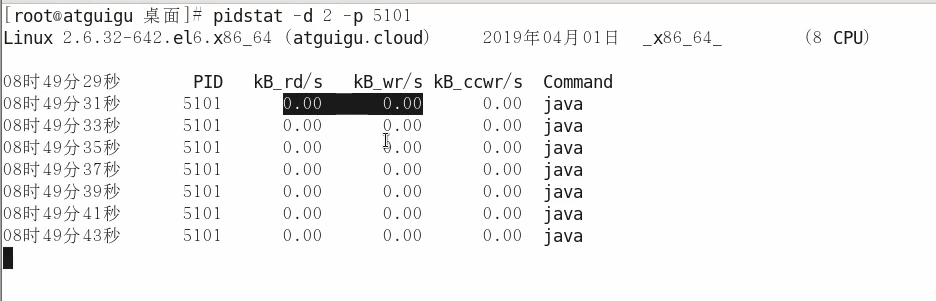 [root@atguigu 桌面]# pidstat -d 2 -p 5101
Linux 2.6.32-642.el6.x86_64 (atguigu.cloud) 2019年04月01日 _x86_64_ (8 CPU)
08时49分29秒 PID kB_rd/s kB_wr/s kB_ccwr/s Command
08时49分31秒 5101 0.00 0.00 0.00 java
08时49分33秒 5101 0.00 0.00 0.00 java
08时49分35秒 5101 0.00 0.00 0.00 java
08时49分37秒 5101 0.00 0.00 0.00 java
08时49分39秒 5101 0.00 0.00 0.00 java
08时49分41秒 5101 0.00 0.00 0.00 java
08时49分43秒 5101 0.00 0.00 0.00 java